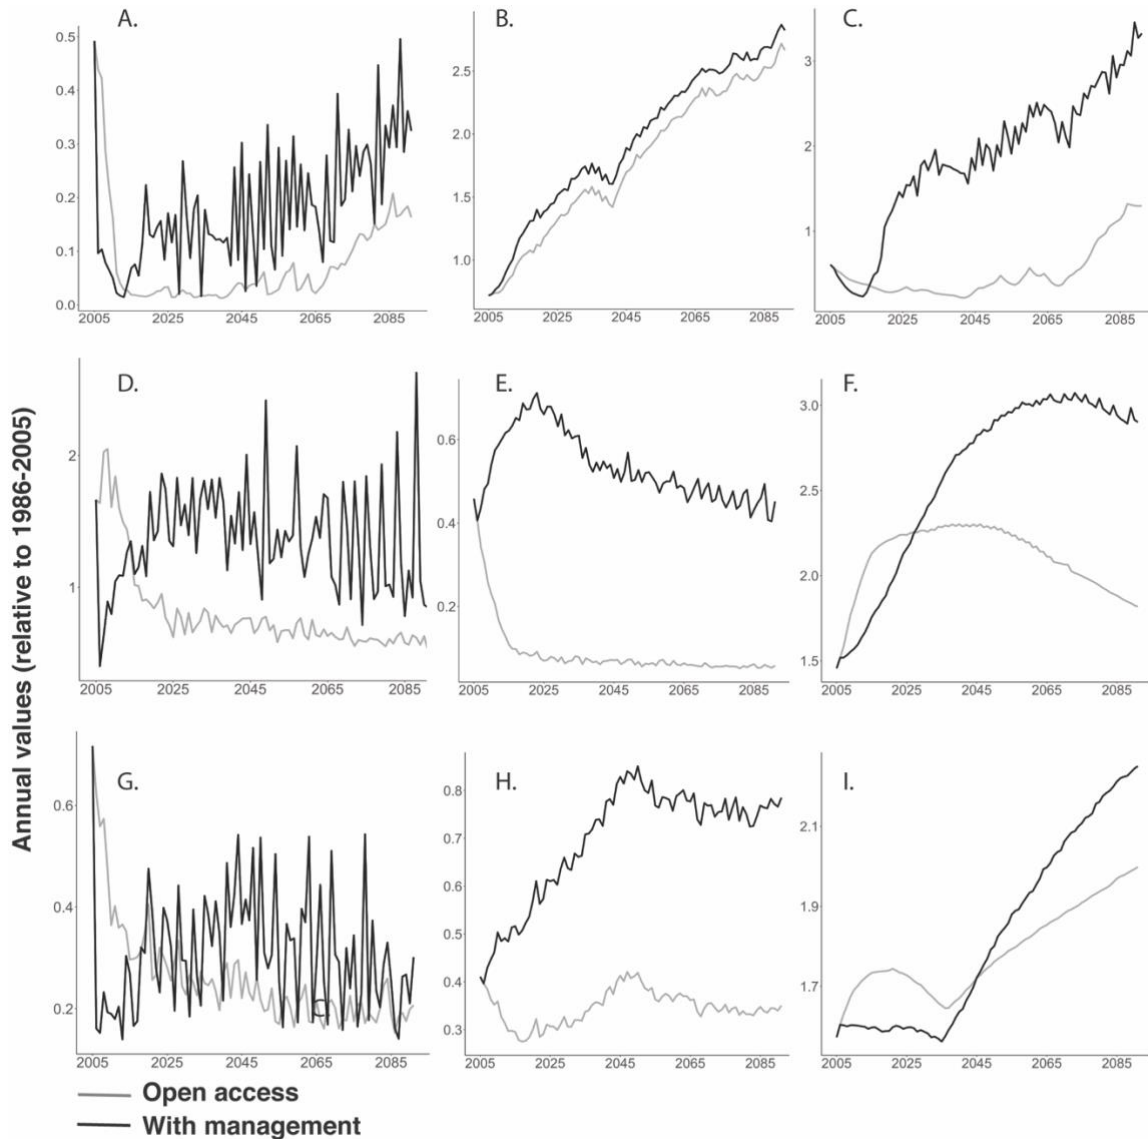 A.
0.5
0.4
0.3
0.2
0.1
0.0
2005 2025 2045 2065 2085
B.
2.5
2.0
1.5
1.0
2005 2025 2045 2065 2085
C.
3
2
1
2005 2025 2045 2065 2085
Annual values (relative to 1986-2005)
D.
2
1
2005 2025 2045 2065 2085
E.
0.6
0.4
0.2
2005 2025 2045 2065 2085
F.
3.0
2.5
2.0
1.5
2005 2025 2045 2065 2085
G.
0.6
0.4
0.2
2005 2025 2045 2065 2085
H.
0.8
0.7
0.6
0.5
0.4
0.3
2005 2025 2045 2065 2085
I.
2.1
1.9
1.7
2005 2025 2045 2065 2085
Open access
With management